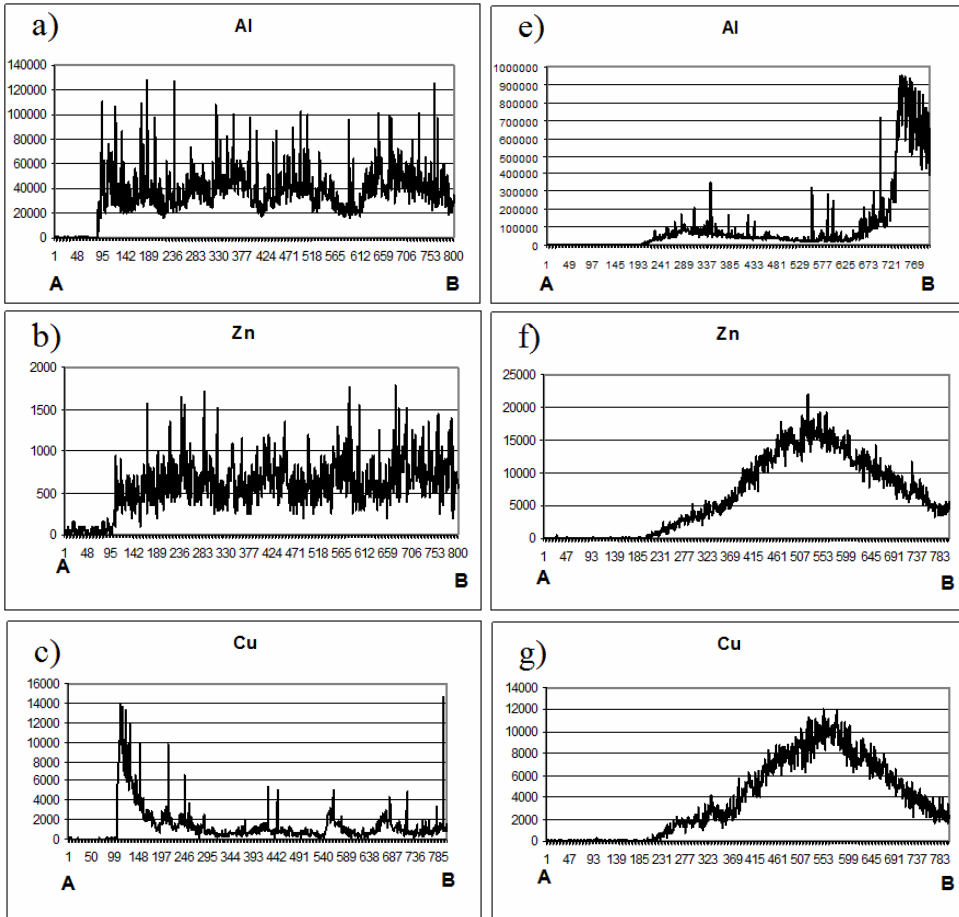 a)
Al
140000
120000
100000
80000
60000
40000
20000
0
1 48 95 142 189 236 283 330 377 424 471 518 565 612 659 706 753 800
A B
e)
Al
1000000
900000
800000
700000
600000
500000
400000
300000
200000
100000
0
1 49 97 145 193 241 289 337 385 433 481 529 577 625 673 721 769
A B
b)
Zn
2000
1500
1000
500
0
1 48 95 142 189 236 283 330 377 424 471 518 565 612 659 706 753 800
A B
f)
Zn
25000
20000
15000
10000
5000
0
1 47 93 139 185 231 277 323 369 415 461 507 553 599 645 691 737 783
A B
c)
Cu
16000
14000
12000
10000
8000
6000
4000
2000
0
1 50 99 148 197 246 295 344 393 442 491 540 589 638 687 736 785
A B
g)
Cu
14000
12000
10000
8000
6000
4000
2000
0
1 47 93 139 185 231 277 323 369 415 461 507 553 599 645 691 737 783
A B